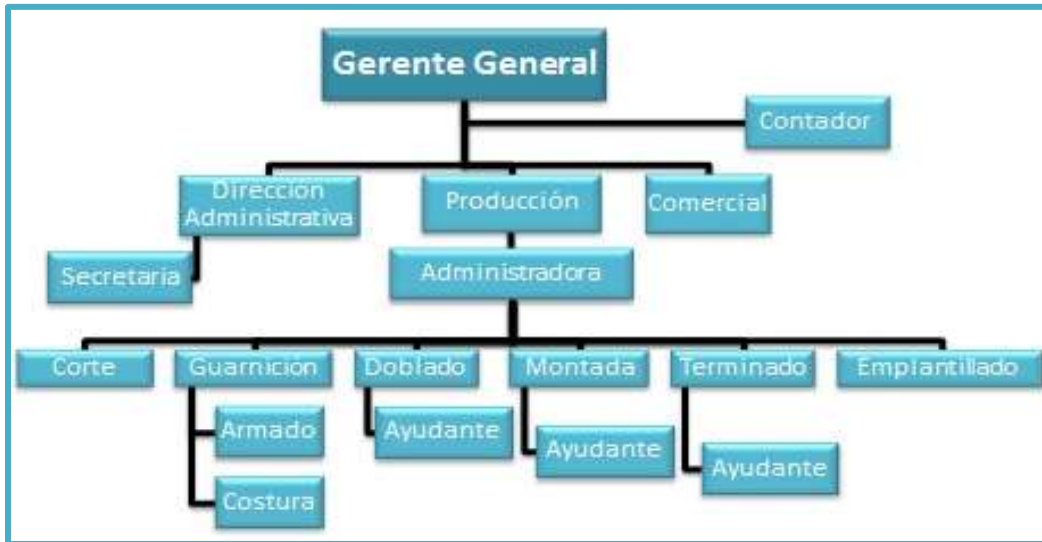 Gerente General
Contador
Dirección
Administrativa
Producción
Comercial
Secretaria
Administradora
Corte
Guarnición
Doblado
Montada
Terminado
Emplantillado
Armado
Ayudante
Ayudante
Ayudante
Costura